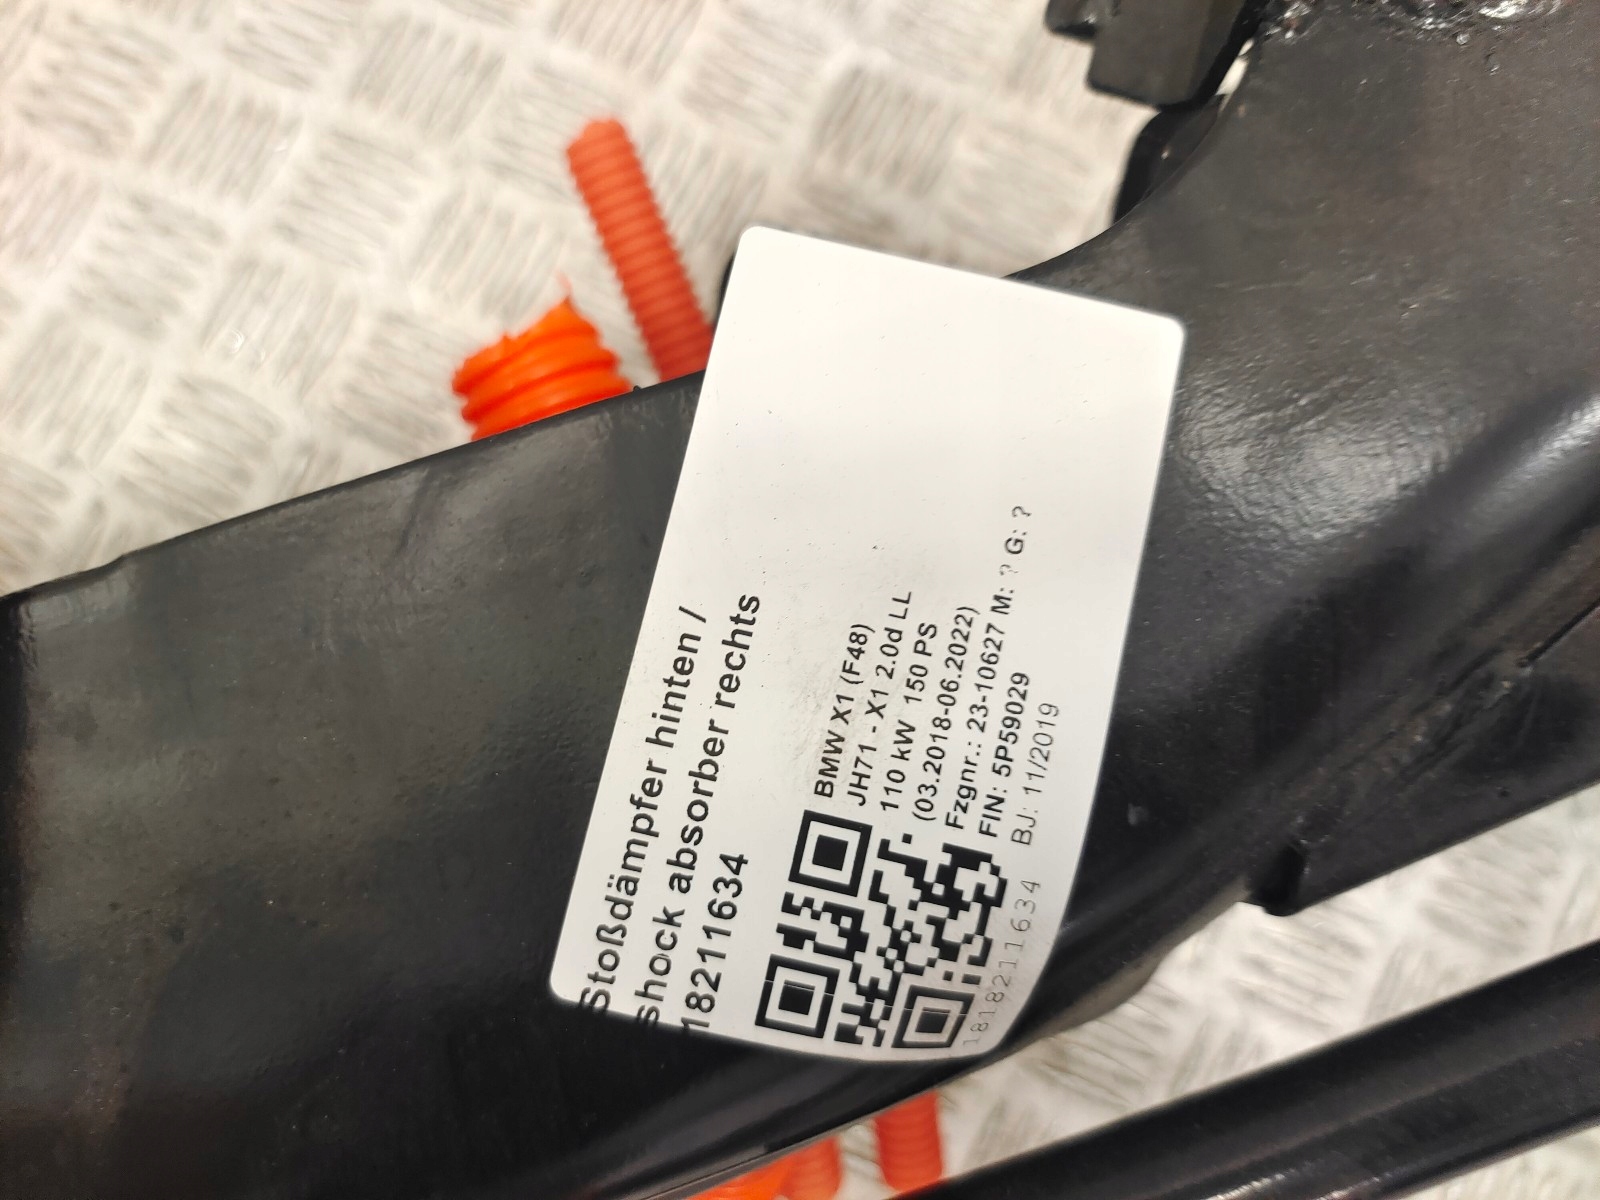 Stoßdämpfer hinten /
shock absorber rechts
18211634
BMW X1 (F48)
JH71 - X1 2.0d LL
110 kW 150 PS
(03.2018-06.2022)
Fzgnr.: 23-10627 M: ? G: ?
FIN: 5P59029
BJ: 11/2019
1818211634